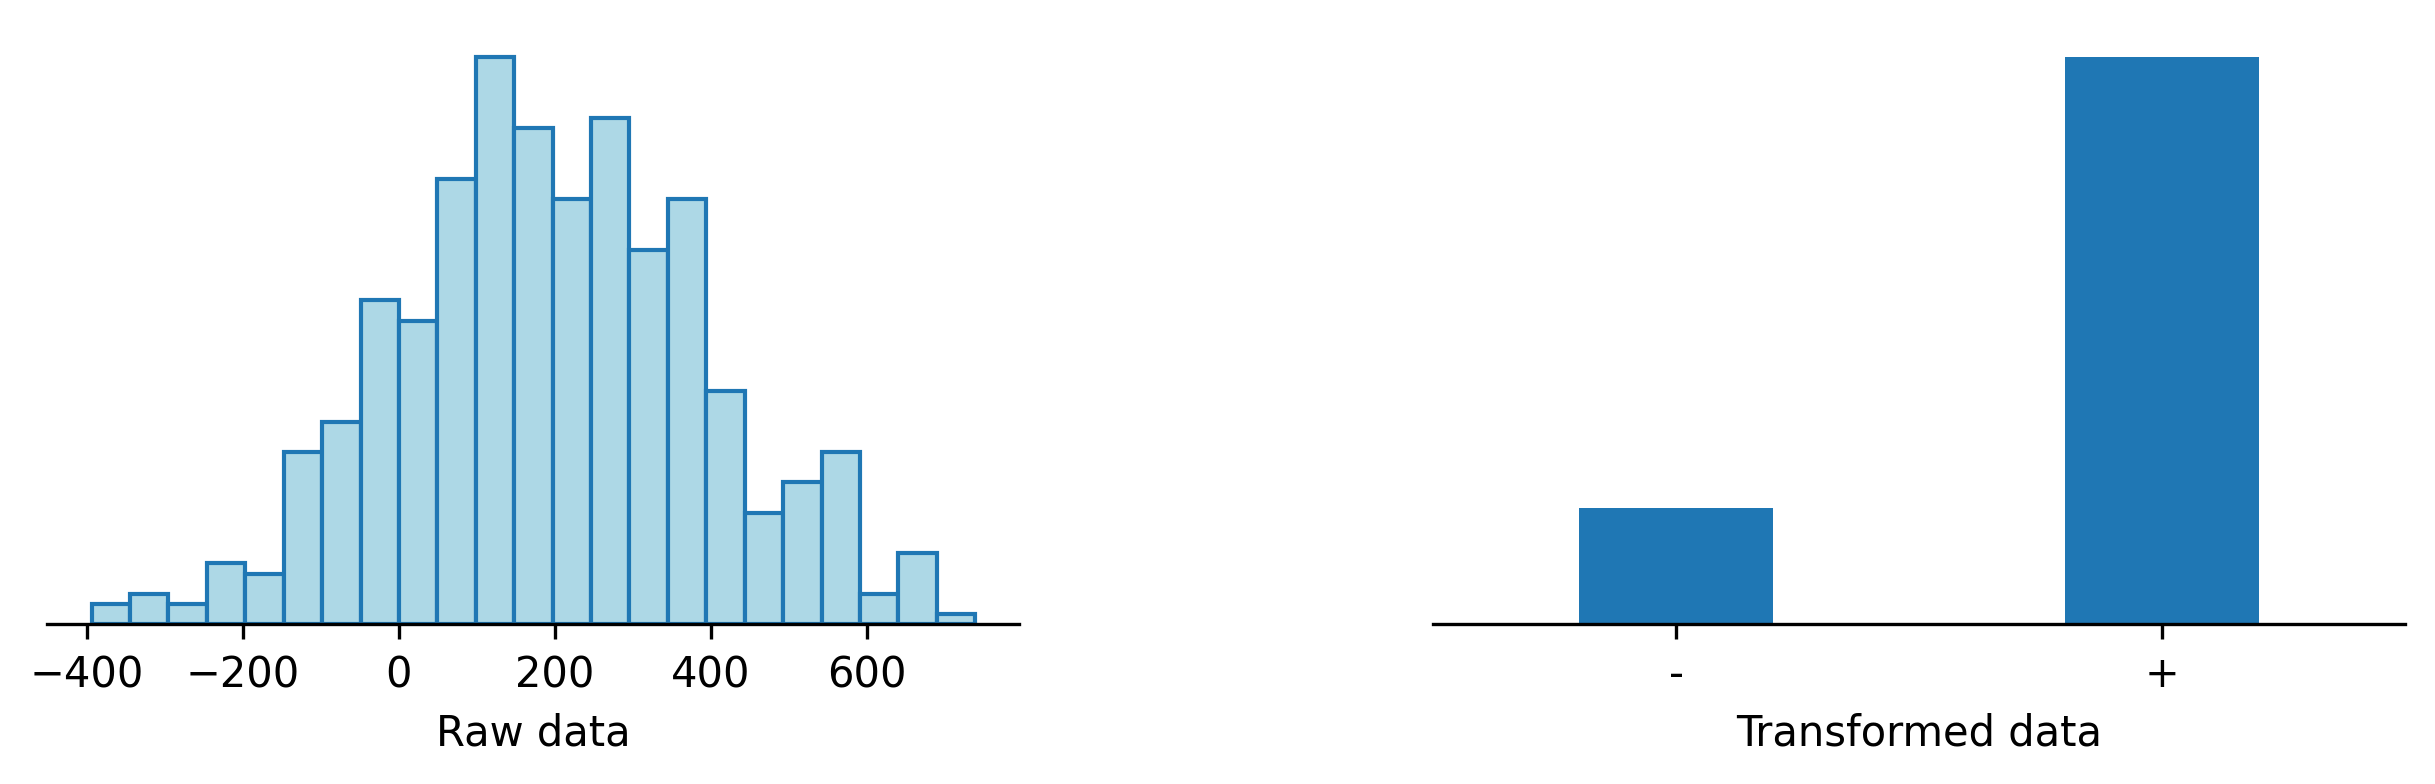 −400 −200 0 200 400 600
Raw data
- +
Transformed data